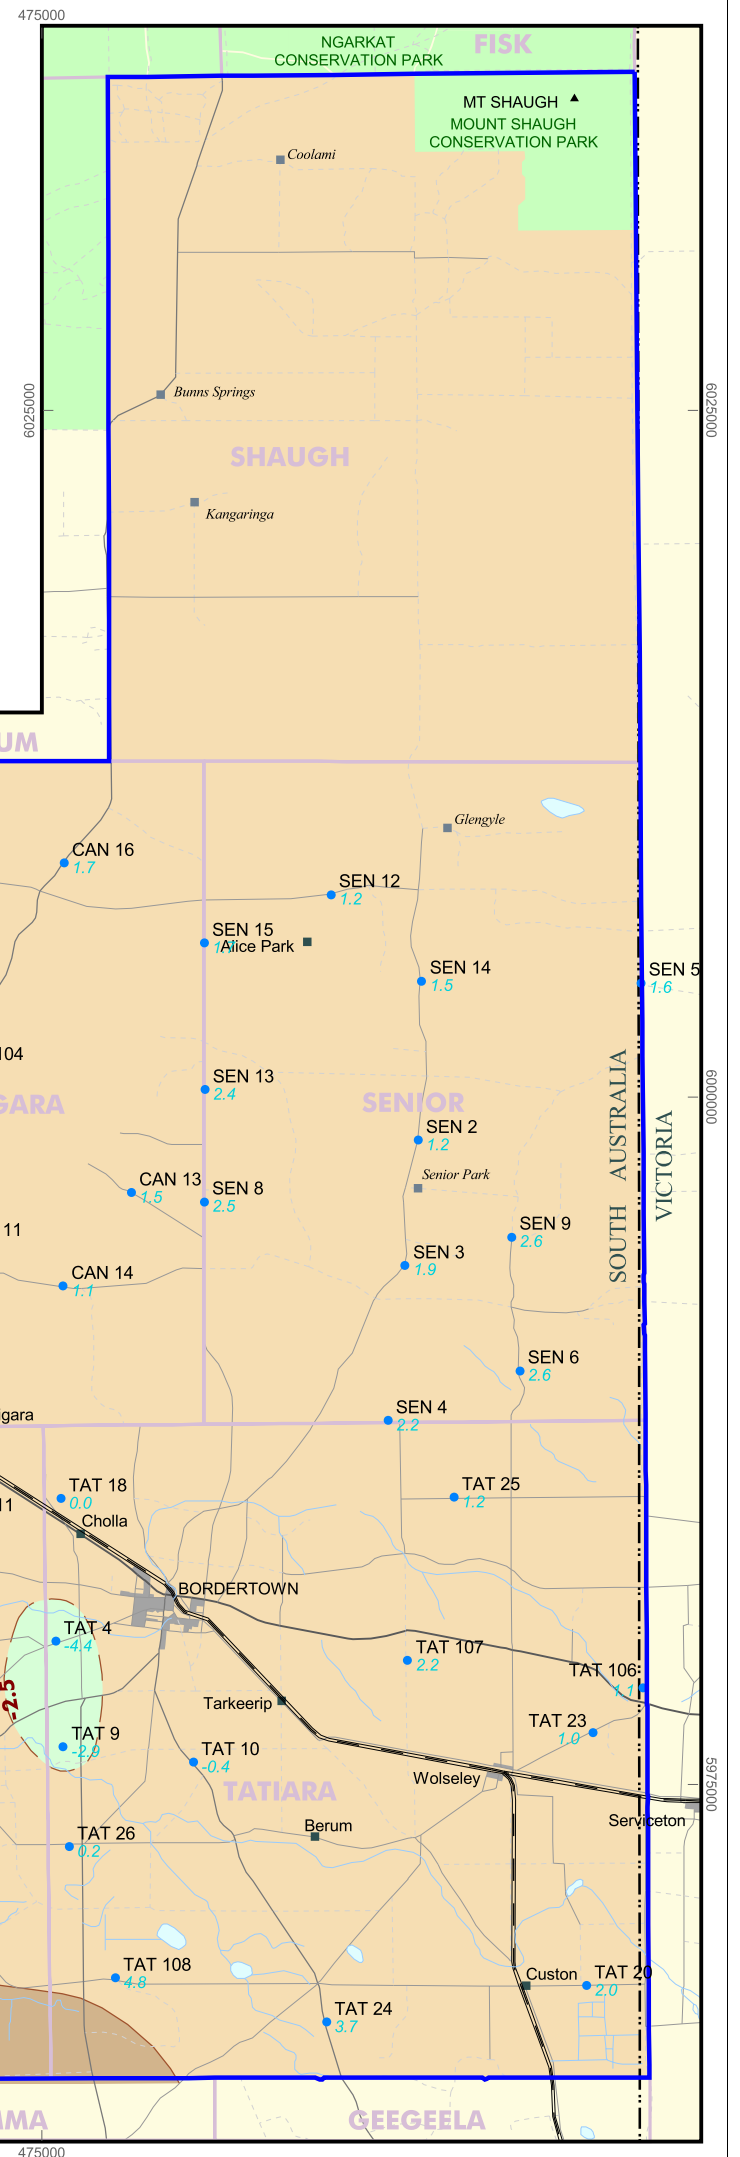 475000
NGARKAT
CONSERVATION PARK
FISK
MT SHAUGH
MOUNT SHAUGH
CONSERVATION PARK
Coolami
Bunns Springs
6025000
6025000
SHAUGH
Kangaringa
UM
Glengyle
CAN 16
1.7
SEN 12
1.2
SEN 15
Alice Park
SEN 14
1.5
SEN 5
1.6
104
SEN 13
2.4
GARA
SENIOR
6000000
SOUTH AUSTRALIA
VICTORIA
SEN 2
1.2
Senior Park
CAN 13
1.5
SEN 8
2.5
11
SEN 9
2.6
SEN 3
1.9
CAN 14
1.1
SEN 6
2.6
igara
SEN 4
2.2
TAT 18
0.0
TAT 25
1.2
11
Cholla
BORDERTOWN
TAT 4
-4.4
TAT 107
2.2
TAT 106
1.1
-2.5
Tarkeerip
TAT 23
1.0
TAT 9
-2.9
TAT 10
-0.4
Wolseley
TATIARA
5975000
Serviceton
Berum
TAT 26
0.2
TAT 108
4.8
Custon
TAT 20
2.0
TAT 24
3.7
MMA
GEEGEELA
475000